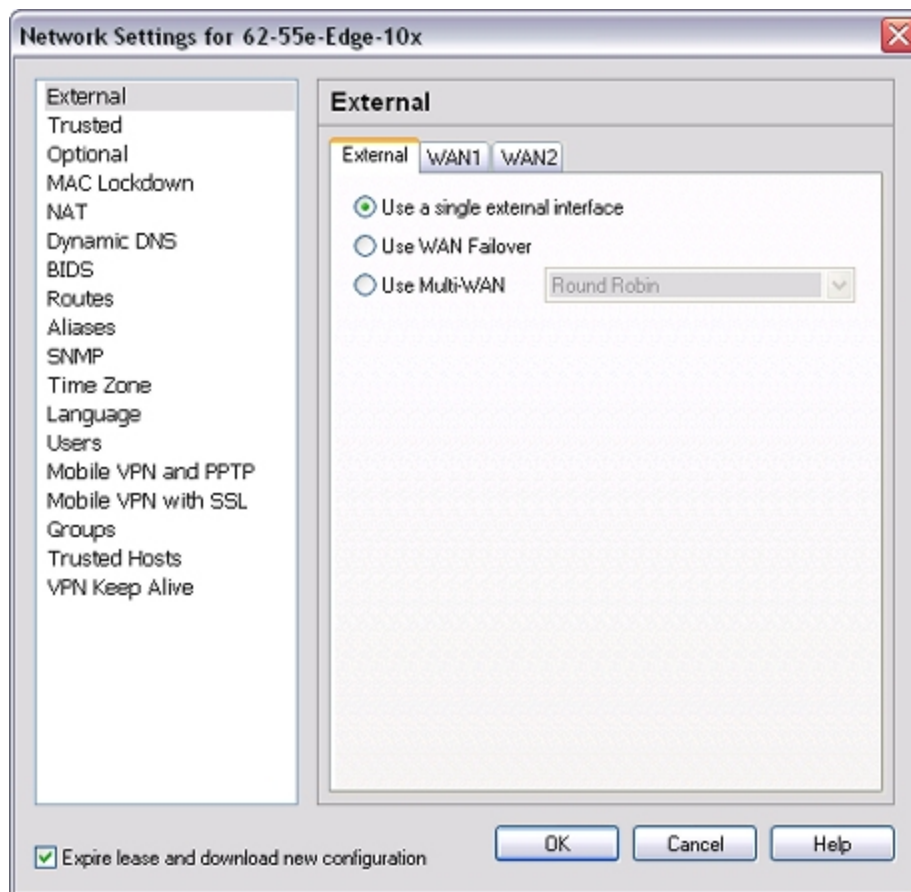 Network Settings for 62-55e-Edge-10x
External
Trusted
Optional
MAC Lockdown
NAT
Dynamic DNS
BIDS
Routes
Aliases
SNMP
Time Zone
Language
Users
Mobile VPN and PPTP
Mobile VPN with SSL
Groups
Trusted Hosts
VPN Keep Alive
External
External WAN1 WAN2
Use a single external interface
Use WAN Failover
Use Multi-WAN Round Robin
Expire lease and download new configuration
OK Cancel Help